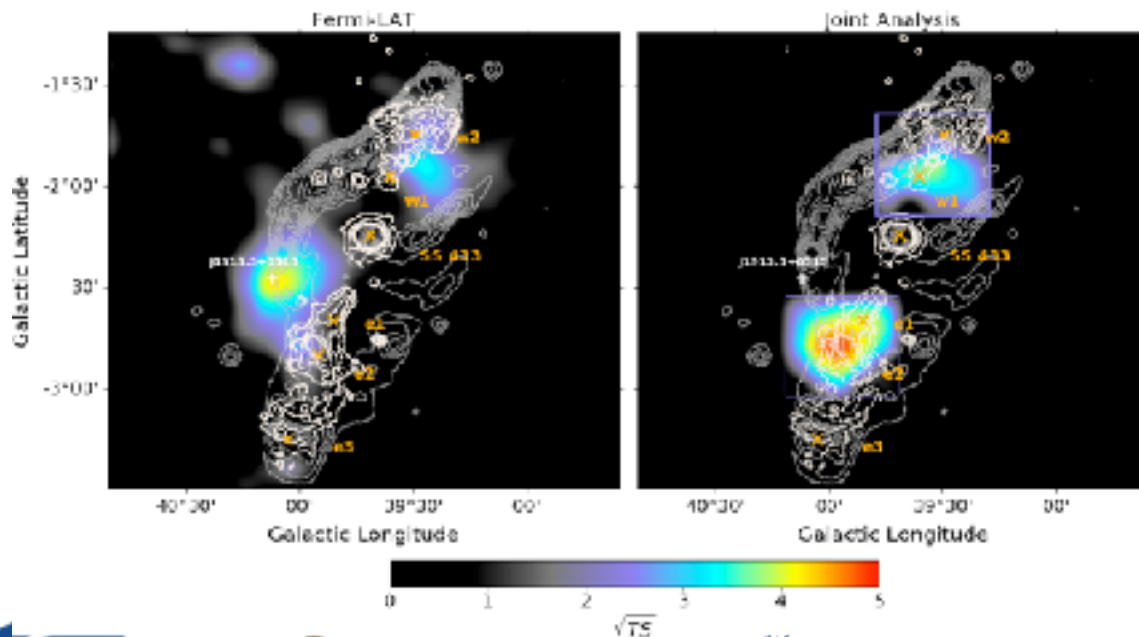 Fermi-LAT
Joint Analysis
-1°30'
-2°00'
30'
-3°00'
Galactic Latitude
w2
w1
SS 433
e1
e2
e3
w2
w1
SS 433
e1
e2
e3
40°30' 00' 39°30' 00'
40°30' 00' 39°30' 00'
Galactic Longitude
Galactic Longitude
0 1 2 3 4 5
√TS